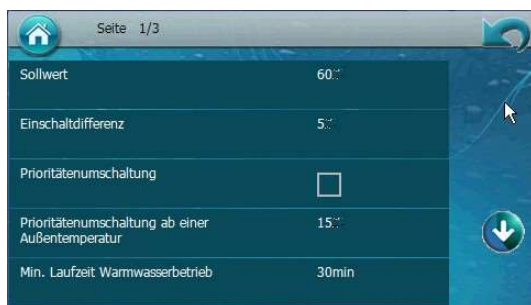 Seite 1/3
Sollwert 60
Einschaltdifferenz 5
Prioritätenumschaltung
Prioritätenumschaltung ab einer 15
Außentemperatur
Min. Laufzeit Warmwasserbetrieb 30min